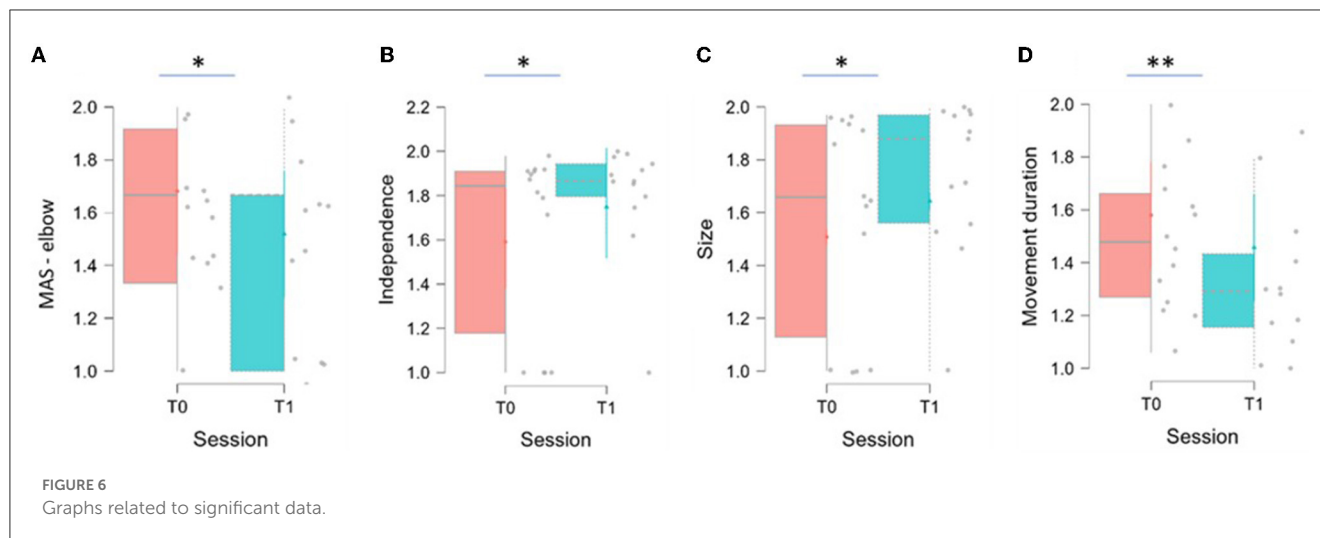 A
*
MAS - elbow
2.0
1.8
1.6
1.4
1.2
1.0
T0 T1
Session
B
*
Independence
2.2
2.0
1.8
1.6
1.4
1.2
1.0
T0 T1
Session
C
*
Size
2.0
1.8
1.6
1.4
1.2
1.0
T0 T1
Session
D
**
Movement duration
2.0
1.8
1.6
1.4
1.2
1.0
T0 T1
Session
FIGURE 6
Graphs related to significant data.